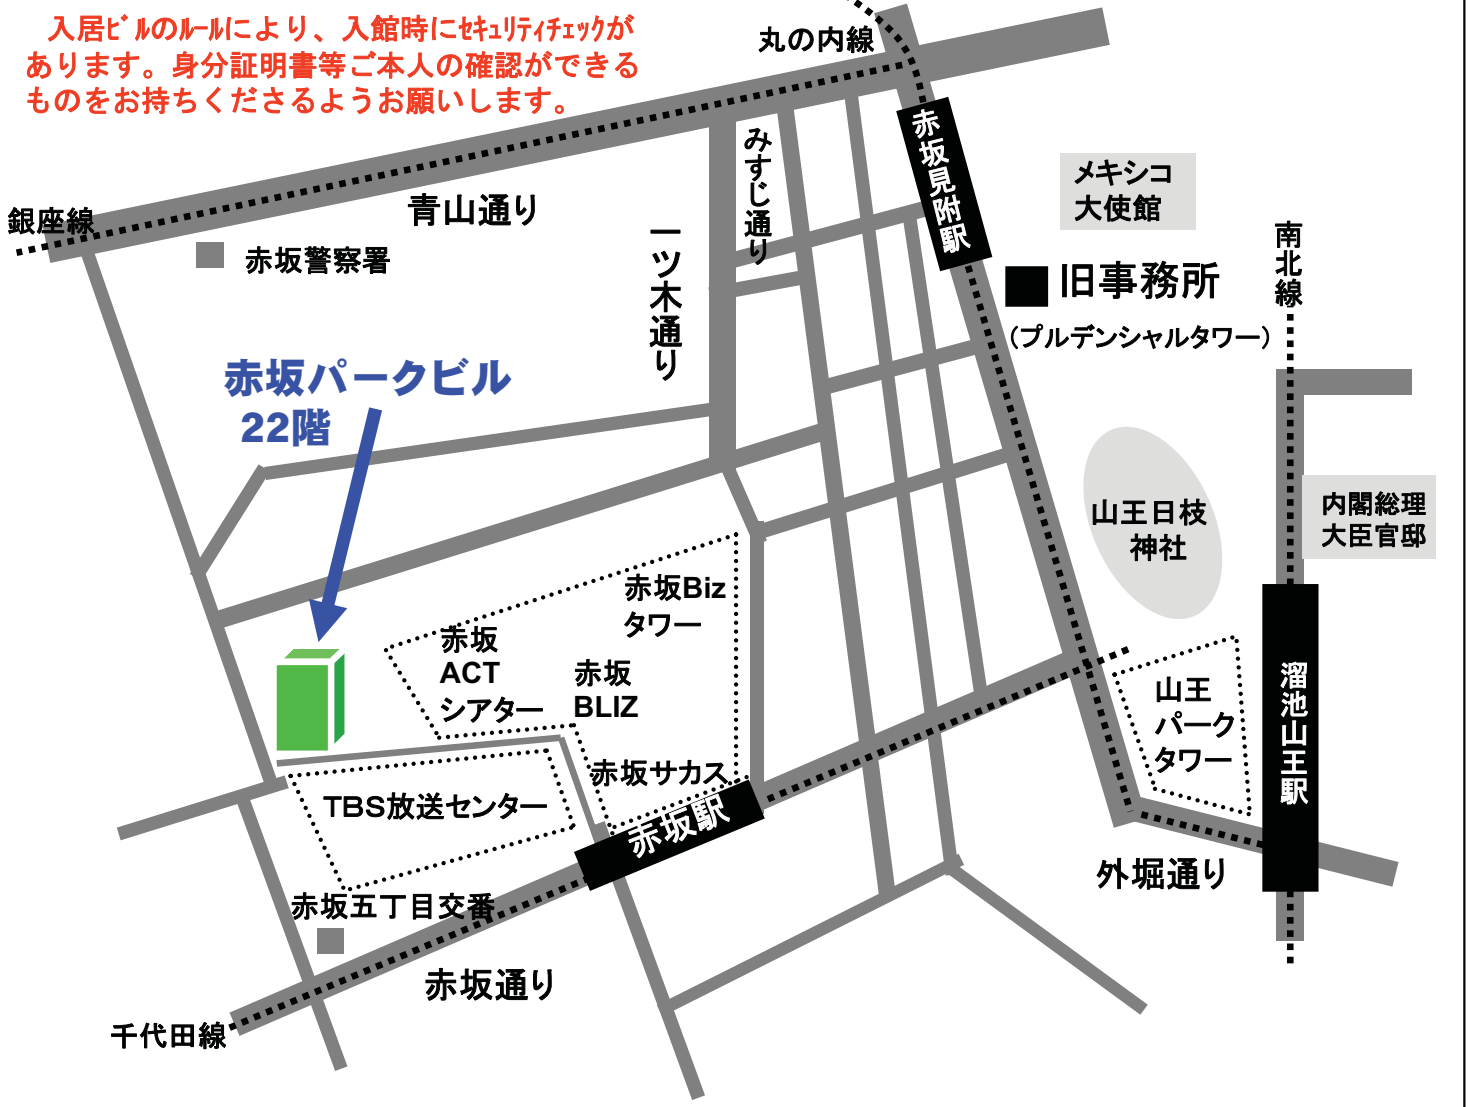 入居ﾋﾞﾙのﾙｰﾙにより、入館時にｾｷｭﾘﾃｨﾁｪｯｸが
あります。身分証明書等ご本人の確認ができる
ものをお持ちくださるようお願いします。
丸の内線
赤坂見附駅
みすじ通り
メキシコ
大使館
銀座線
青山通り
赤坂警察署
一ツ木通り
南北線
旧事務所
（プルデンシャルタワー）
赤坂パークビル
22階
内閣総理
大臣官邸
山王日枝
神社
赤坂Biz
タワー
赤坂
ACT
シアター
赤坂
BLIZ
山王
パーク
タワー
溜池山王駅
赤坂サカス
TBS放送センター
赤坂駅
外堀通り
赤坂五丁目交番
赤坂通り
千代田線